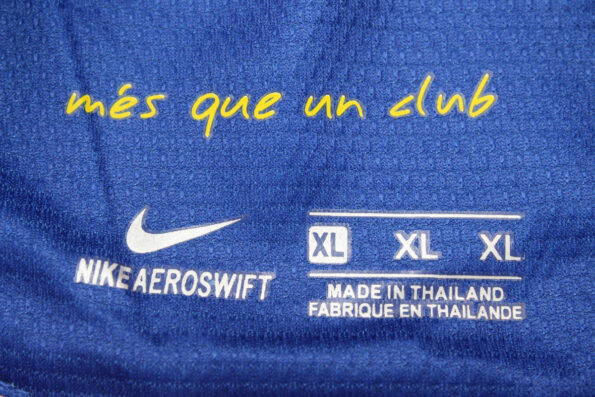 més que un club
NIKE AEROSWIFT
XL XL XL
MADE IN THAILAND
FABRIQUE EN THAILANDE